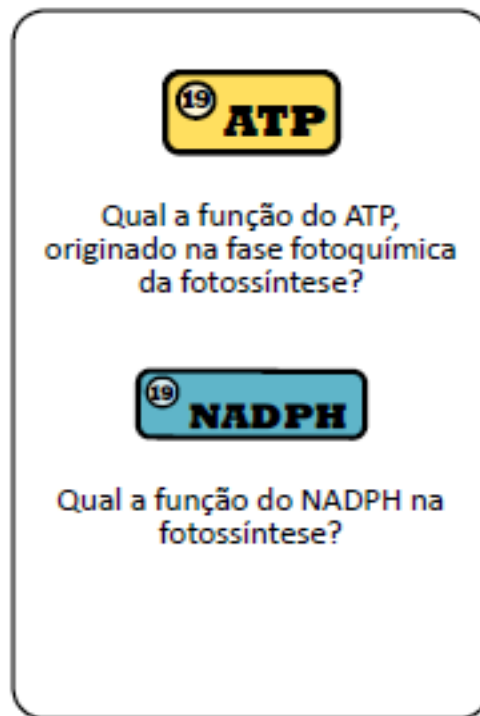 19 ATP
Qual a função do ATP,
originado na fase fotoquímica
da fotossíntese?
19 NADPH
Qual a função do NADPH na
fotossíntese?